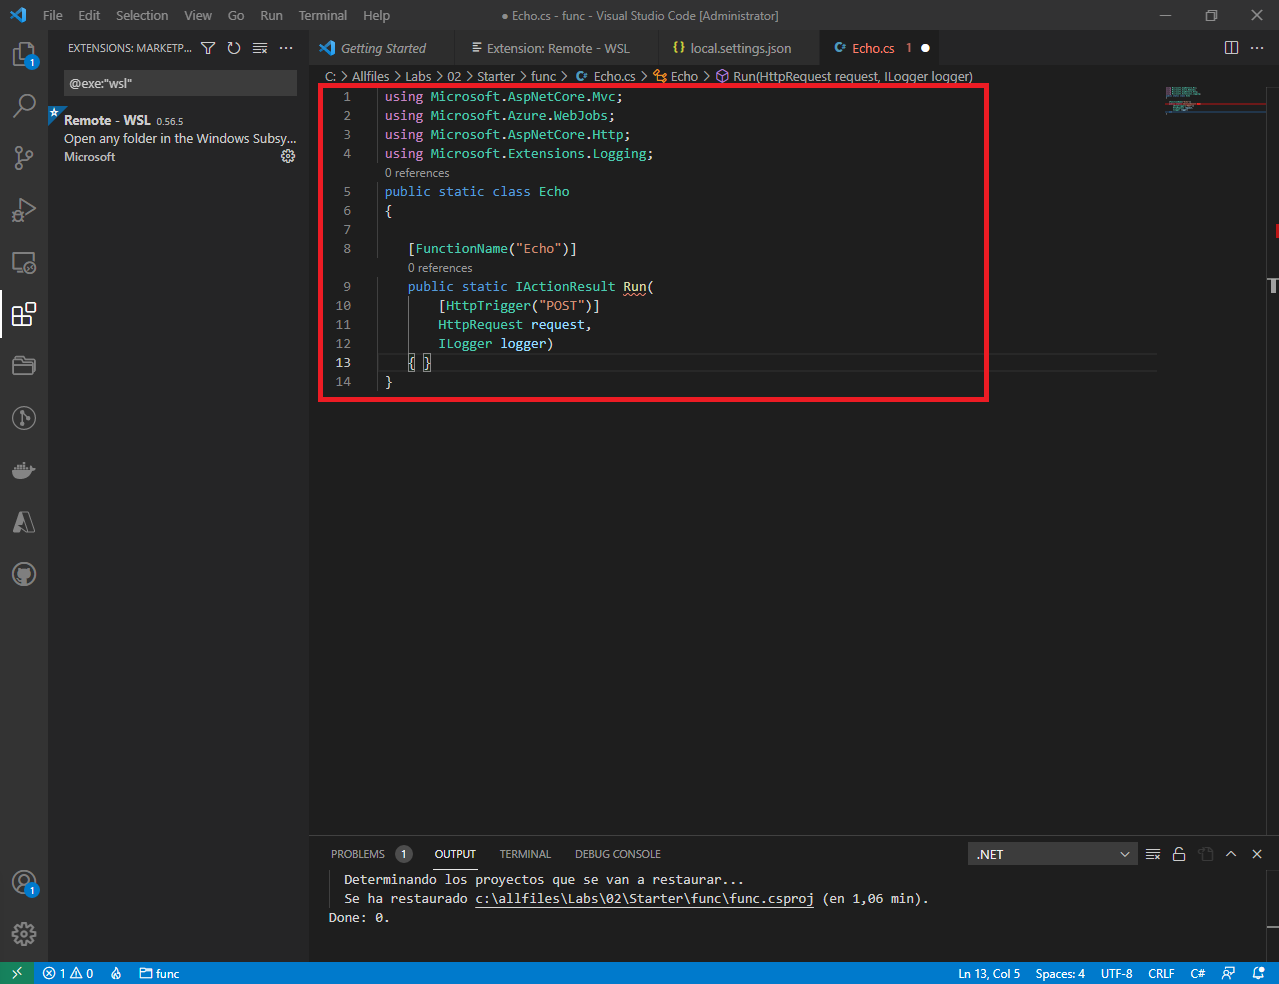 File Edit Selection View Go Run Terminal Help
● Echo.cs - func - Visual Studio Code [Administrator]
EXTENSIONS: MARKETP...
Getting Started
Extension: Remote - WSL
{} local.settings.json
Echo.cs 1 ●
C: > Allfiles > Labs > 02 > Starter > func > Echo.cs > Echo > Run(HttpRequest request, ILogger logger)
1
@exe:"wsl"
Remote - WSL 0.56.5
Open any folder in the Windows Subsy...
Microsoft
1 using Microsoft.AspNetCore.Mvc;
2 using Microsoft.Azure.WebJobs;
3 using Microsoft.AspNetCore.Http;
4 using Microsoft.Extensions.Logging;
0 references
5 public static class Echo
6 {
7
8 [FunctionName("Echo")]
0 references
9 public static IActionResult Run(
10 [HttpTrigger("POST")]
11 HttpRequest request,
12 ILogger logger)
13 { }
14 }
PROBLEMS 1 OUTPUT TERMINAL DEBUG CONSOLE .NET
Determinando los proyectos que se van a restaurar...
Se ha restaurado c:\allfiles\Labs\02\Starter\func\func.csproj (en 1,06 min).
Done: 0.
1
1 0 func
Ln 13, Col 5 Spaces: 4 UTF-8 CRLF C#